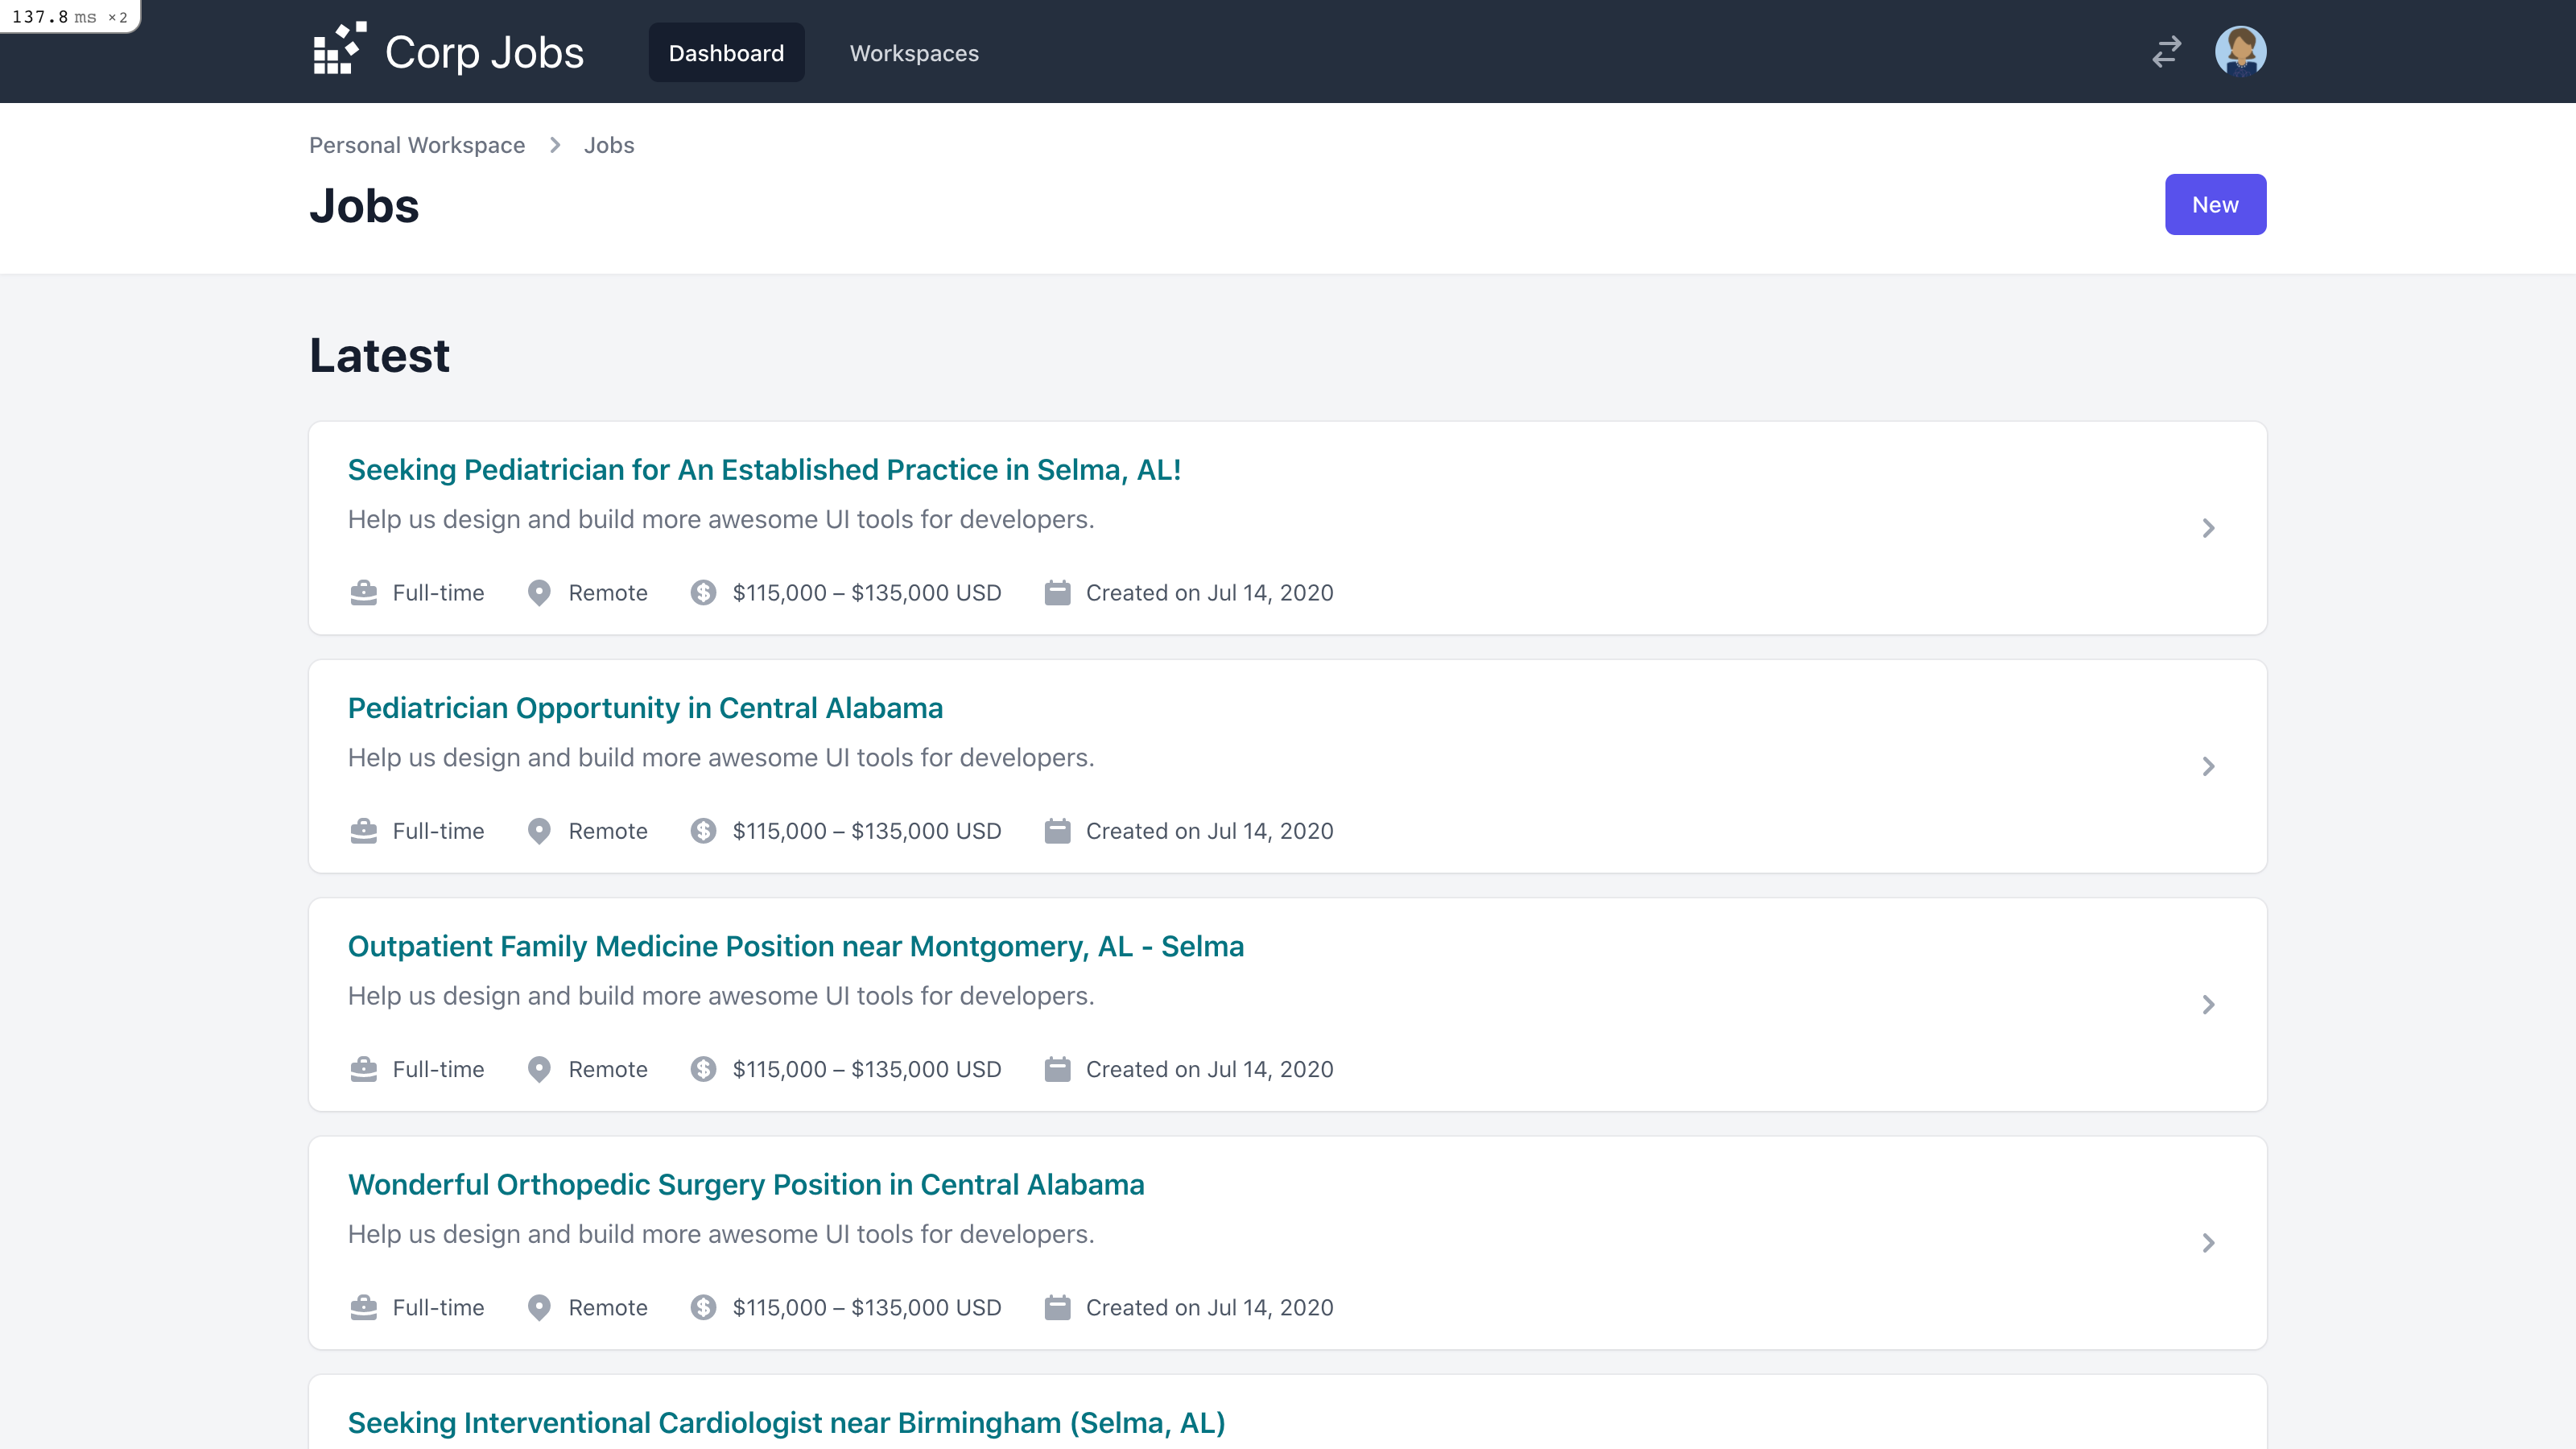 137.8 ms ×2
Corp Jobs
Dashboard
Workspaces
Personal Workspace
Jobs
Jobs
New
Latest
Seeking Pediatrician for An Established Practice in Selma, AL!
Help us design and build more awesome UI tools for developers.
Full-time
Remote
$115,000 – $135,000 USD
Created on Jul 14, 2020
Pediatrician Opportunity in Central Alabama
Help us design and build more awesome UI tools for developers.
Full-time
Remote
$115,000 – $135,000 USD
Created on Jul 14, 2020
Outpatient Family Medicine Position near Montgomery, AL - Selma
Help us design and build more awesome UI tools for developers.
Full-time
Remote
$115,000 – $135,000 USD
Created on Jul 14, 2020
Wonderful Orthopedic Surgery Position in Central Alabama
Help us design and build more awesome UI tools for developers.
Full-time
Remote
$115,000 – $135,000 USD
Created on Jul 14, 2020
Seeking Interventional Cardiologist near Birmingham (Selma, AL)